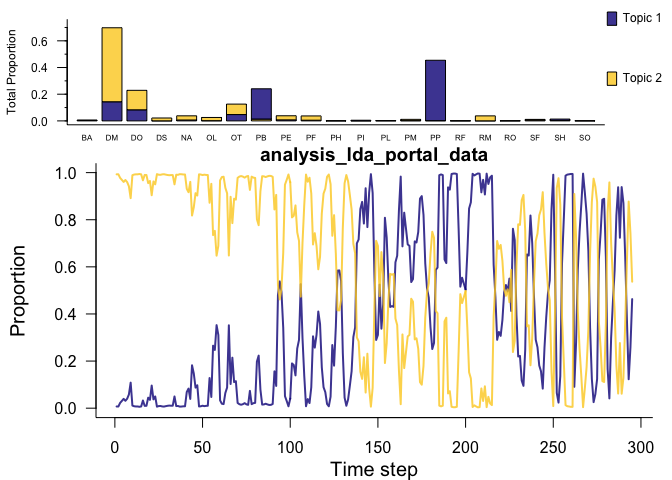 Topic 1
Topic 2
Total Proportion
0.6
0.4
0.2
0.0
BA DM DO DS NA OL OT PB PE PF PH PI PL PM PP RF RM RO SF SH SO
analysis_lda_portal_data
Proportion
1.0
0.8
0.6
0.4
0.2
0.0
0 50 100 150 200 250 300
Time step